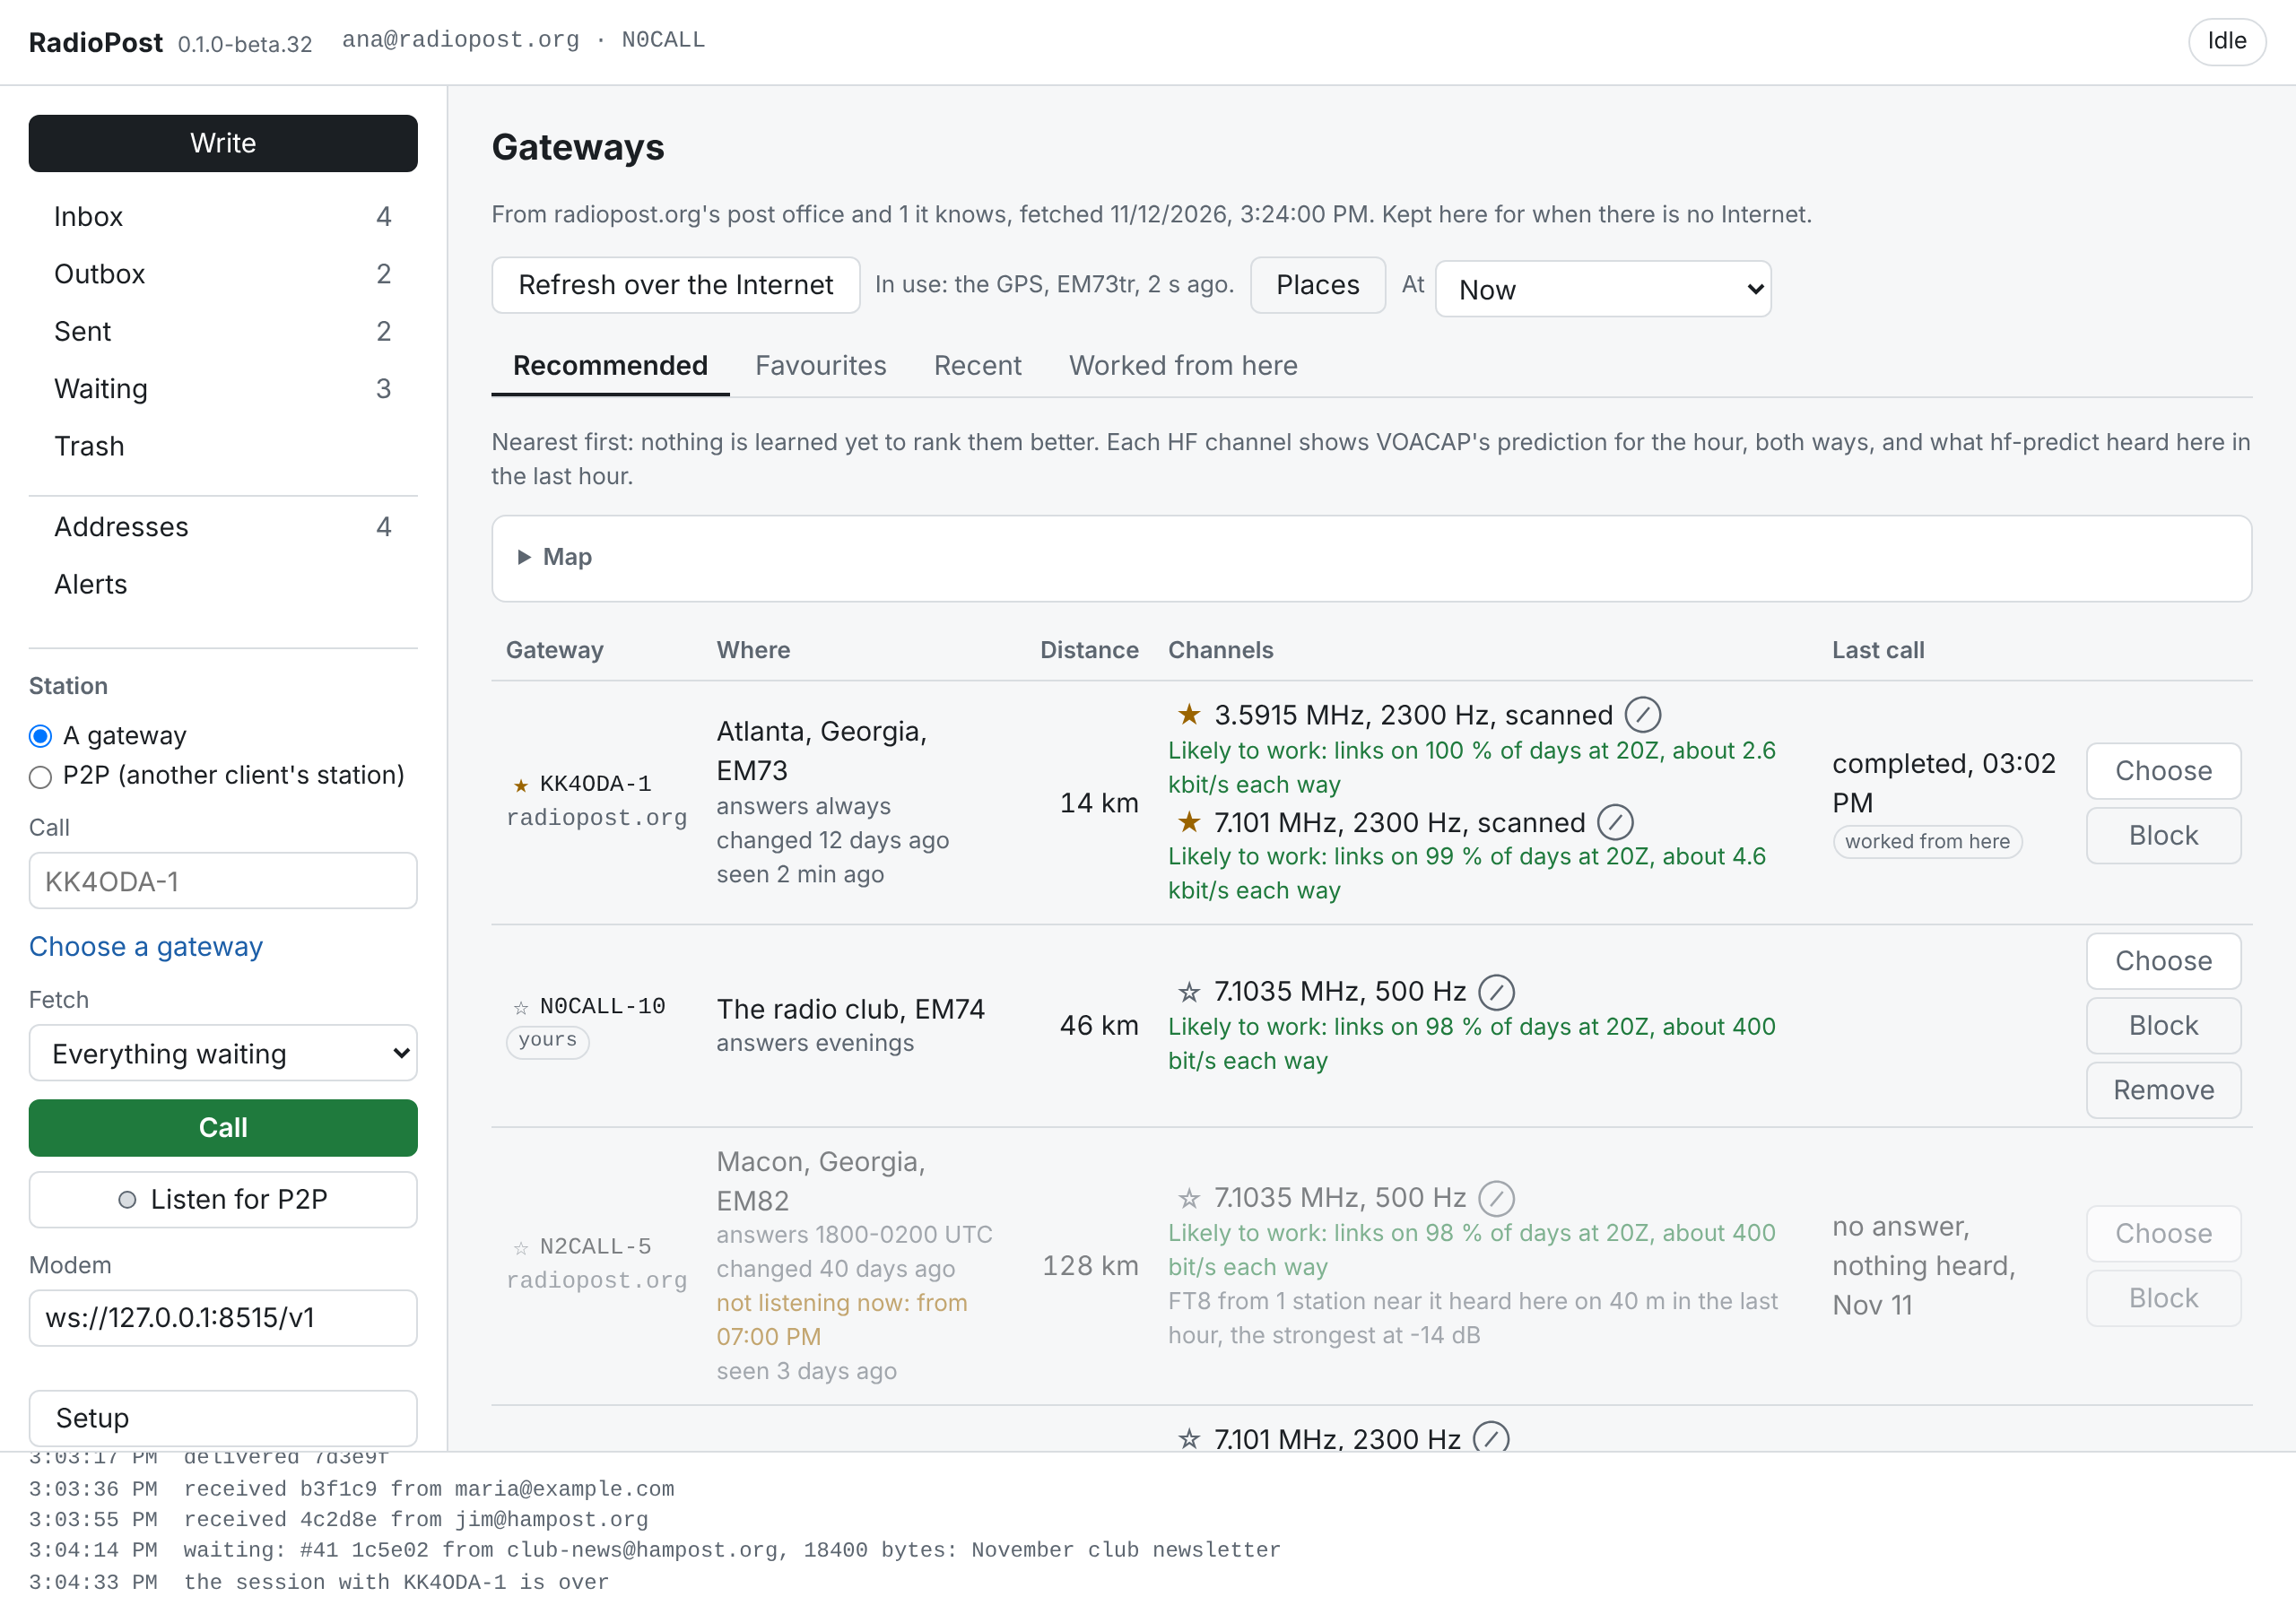 RadioPost 0.1.0-beta.32 ana@radiopost.org · N0CALL
Idle
Write
Inbox 4
Outbox 2
Sent 2
Waiting 3
Trash
Addresses 4
Alerts
Station
A gateway
P2P (another client's station)
Call
KK4ODA-1
Choose a gateway
Fetch
Everything waiting
Call
Listen for P2P
Modem
ws://127.0.0.1:8515/v1
Setup
Gateways
From radiopost.org's post office and 1 it knows, fetched 11/12/2026, 3:24:00 PM. Kept here for when there is no Internet.
Refresh over the Internet In use: the GPS, EM73tr, 2 s ago. Places At Now
Recommended Favourites Recent Worked from here
Nearest first: nothing is learned yet to rank them better. Each HF channel shows VOACAP's prediction for the hour, both ways, and what hf-predict heard here in
the last hour.
▶ Map
Gateway Where Distance Channels Last call
★ KK4ODA-1
radiopost.org
Atlanta, Georgia,
EM73
answers always
changed 12 days ago
seen 2 min ago
14 km
★ 3.5915 MHz, 2300 Hz, scanned
Likely to work: links on 100 % of days at 20Z, about 2.6
kbit/s each way
★ 7.101 MHz, 2300 Hz, scanned
Likely to work: links on 99 % of days at 20Z, about 4.6
kbit/s each way
completed, 03:02
PM
worked from here
Choose
Block
☆ N0CALL-10
yours
The radio club, EM74
answers evenings
46 km
☆ 7.1035 MHz, 500 Hz
Likely to work: links on 98 % of days at 20Z, about 400
bit/s each way
Choose
Block
Remove
☆ N2CALL-5
radiopost.org
Macon, Georgia,
EM82
answers 1800-0200 UTC
changed 40 days ago
not listening now: from
07:00 PM
seen 3 days ago
128 km
☆ 7.1035 MHz, 500 Hz
Likely to work: links on 98 % of days at 20Z, about 400
bit/s each way
FT8 from 1 station near it heard here on 40 m in the last
hour, the strongest at -14 dB
no answer,
nothing heard,
Nov 11
Choose
Block
☆ 7.101 MHz, 2300 Hz
3:03:17 PM delivered 7d3e9f
3:03:36 PM received b3f1c9 from maria@example.com
3:03:55 PM received 4c2d8e from jim@hampost.org
3:04:14 PM waiting: #41 1c5e02 from club-news@hampost.org, 18400 bytes: November club newsletter
3:04:33 PM the session with KK4ODA-1 is over